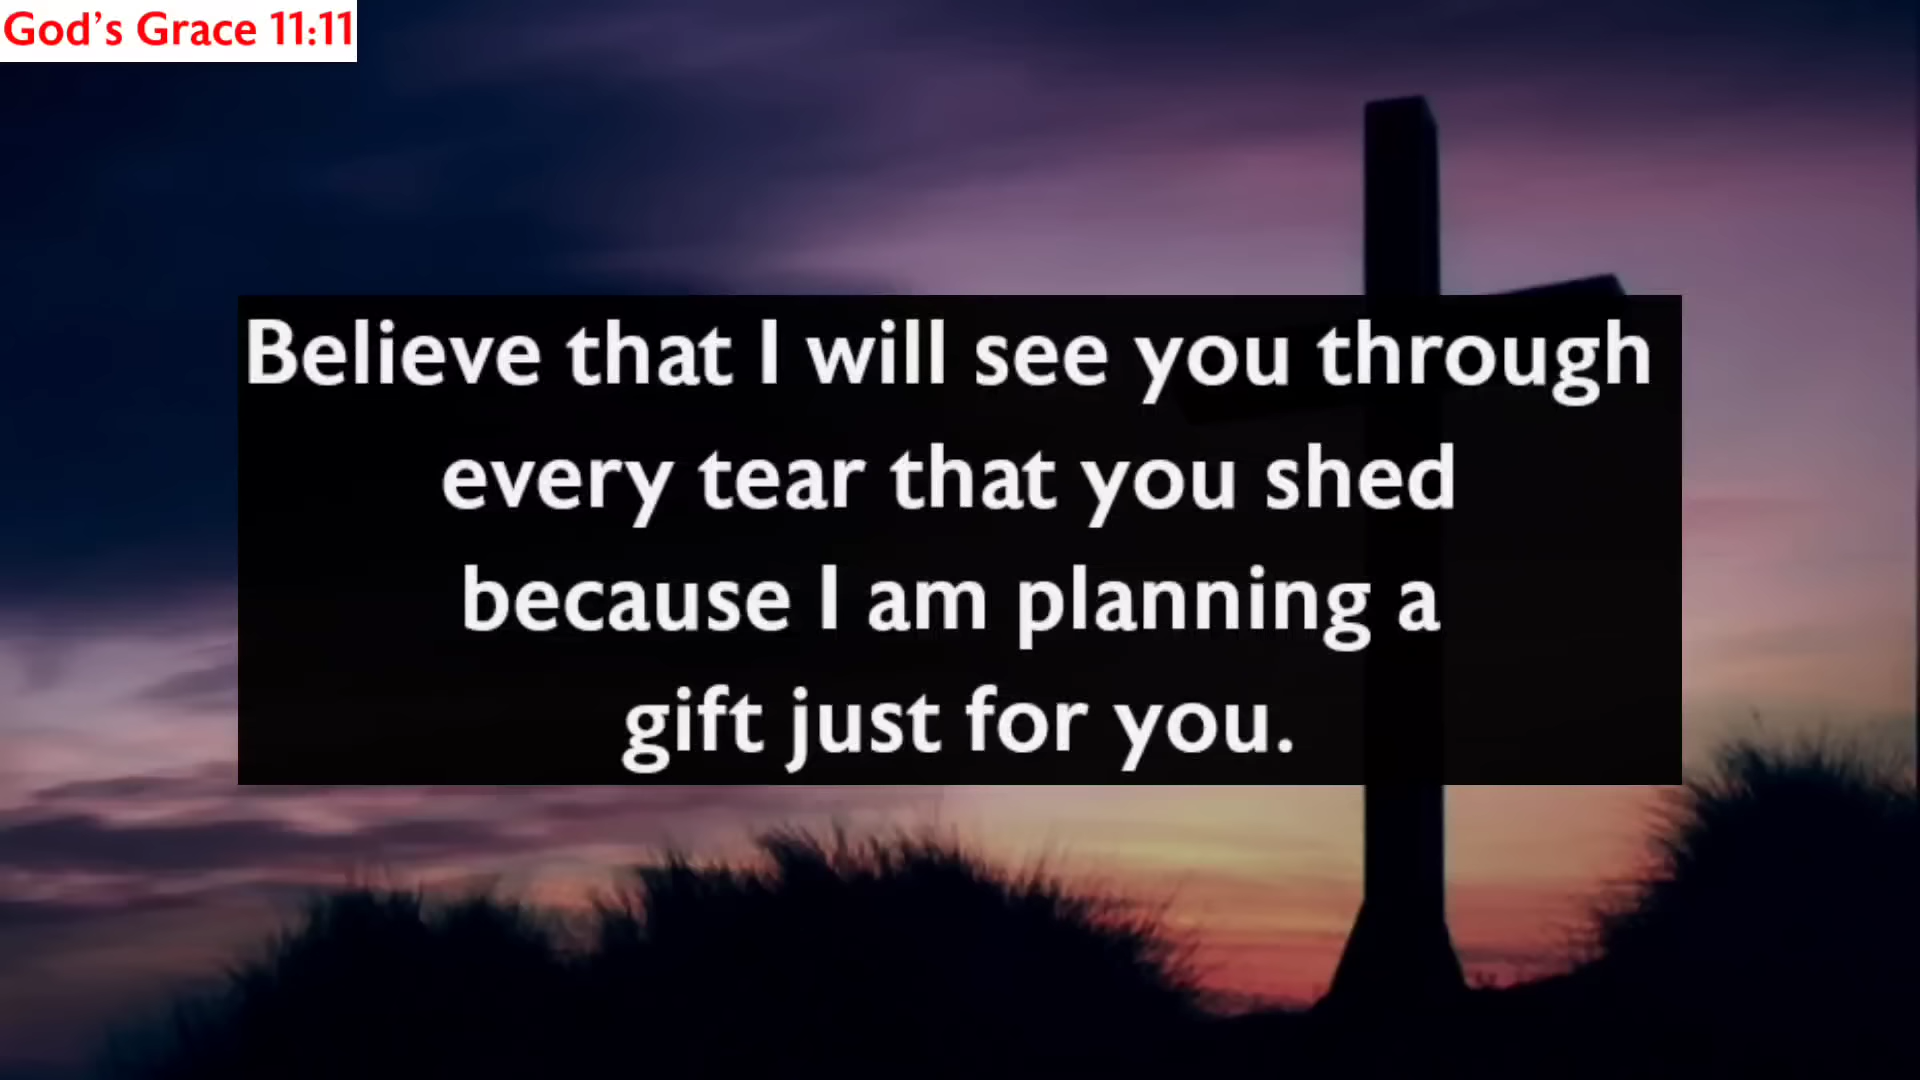 God's Grace 11:11
Believe that I will see you through
every tear that you shed
because I am planning a
gift just for you.